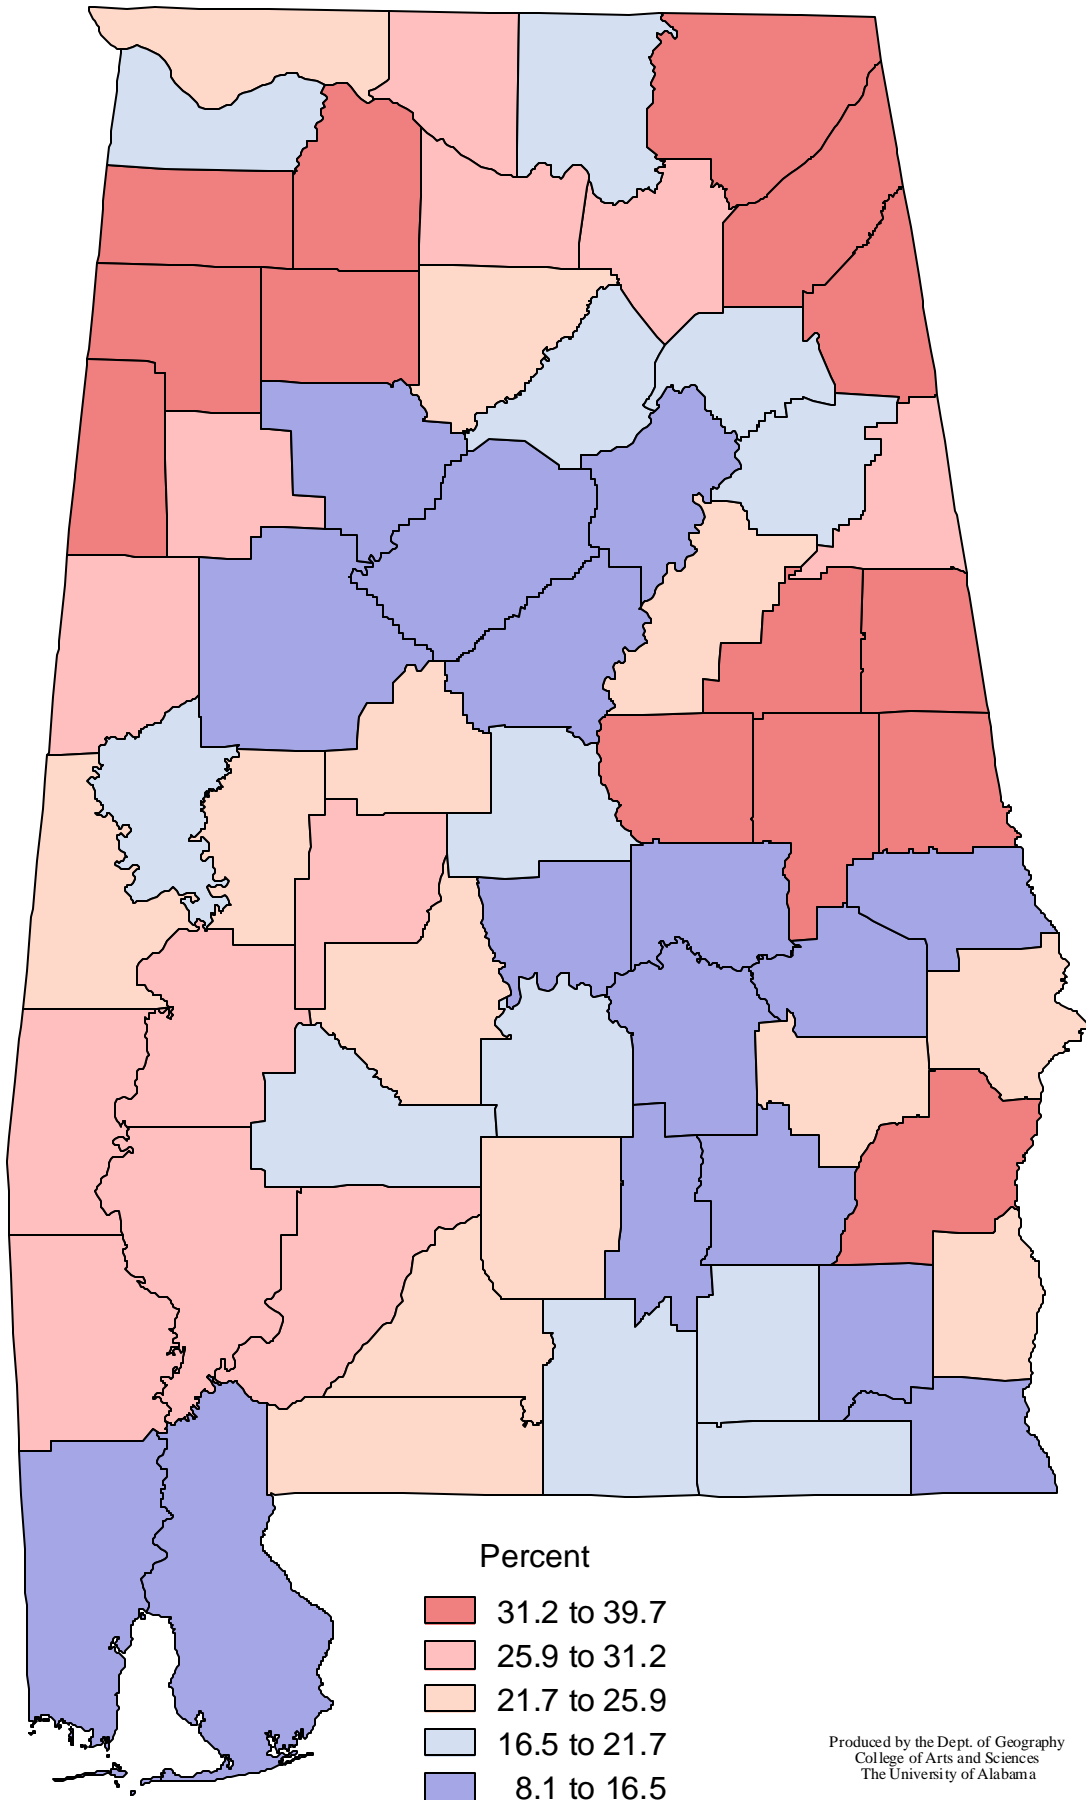 Percent
31.2 to 39.7
25.9 to 31.2
21.7 to 25.9
16.5 to 21.7
8.1 to 16.5
Produced by the Dept. of Geography
College of Arts and Sciences
The University of Alabama